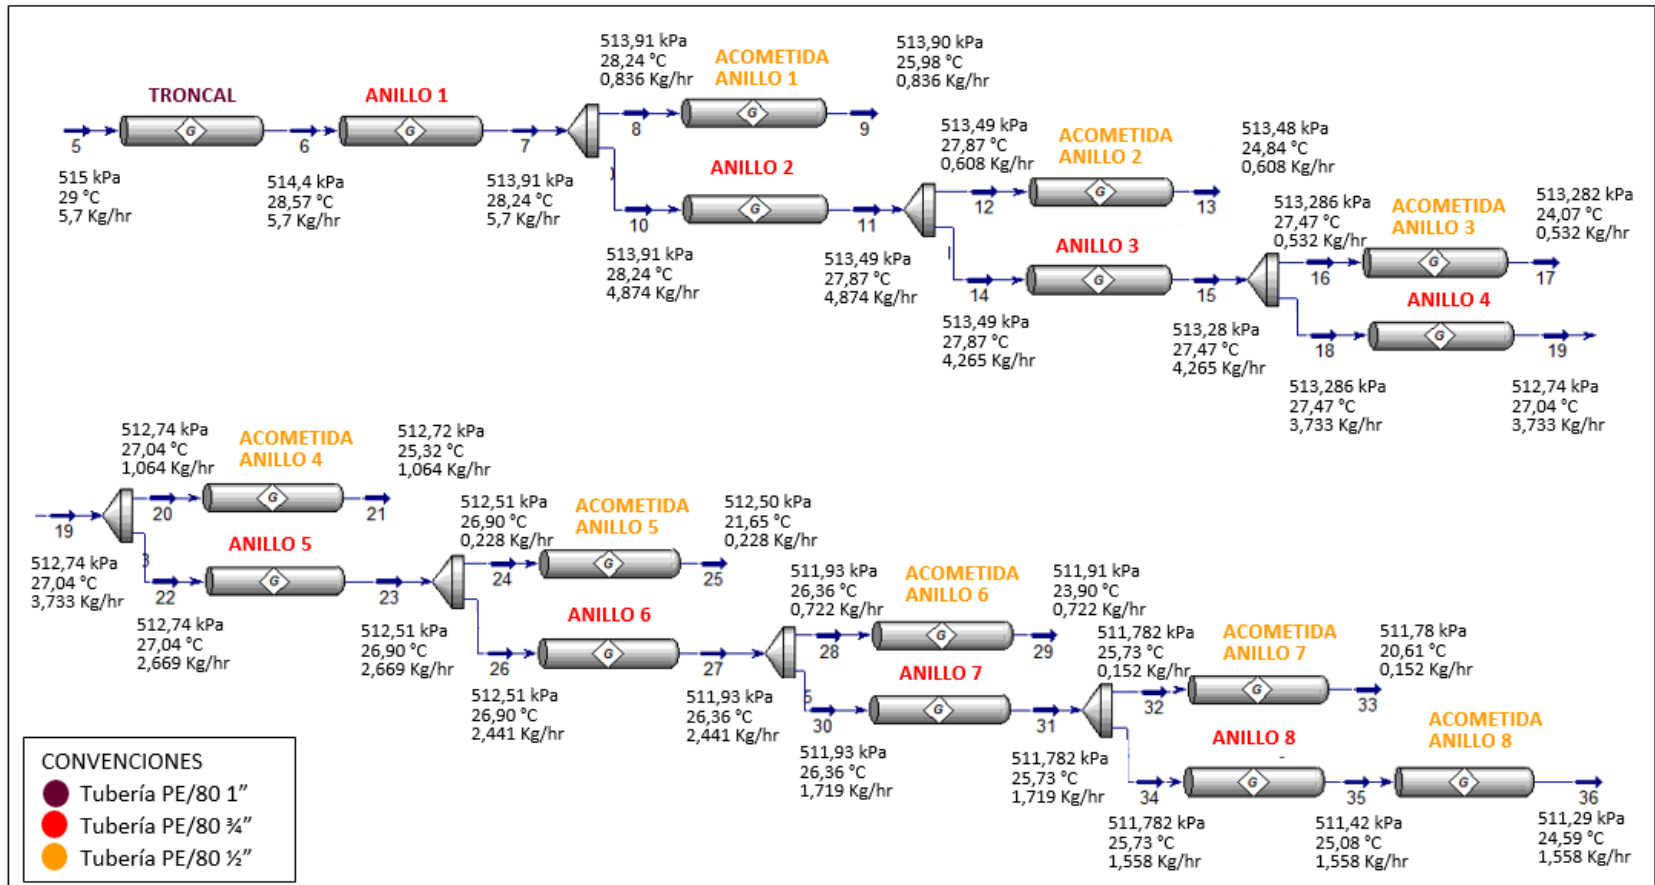 TRONCAL
ANILLO 1
5
6
7
515 kPa
29 °C
5,7 Kg/hr
514,4 kPa
28,57 °C
5,7 Kg/hr
513,91 kPa
28,24 °C
5,7 Kg/hr
513,91 kPa
28,24 °C
0,836 Kg/hr
ACOMETIDA
ANILLO 1
513,90 kPa
25,98 °C
0,836 Kg/hr
8
9
ANILLO 2
10
11
513,91 kPa
28,24 °C
4,874 Kg/hr
513,49 kPa
27,87 °C
4,874 Kg/hr
513,49 kPa
27,87 °C
0,608 Kg/hr
ACOMETIDA
ANILLO 2
513,48 kPa
24,84 °C
0,608 Kg/hr
12
13
ANILLO 3
14
15
513,49 kPa
27,87 °C
4,265 Kg/hr
513,28 kPa
27,47 °C
4,265 Kg/hr
513,286 kPa
27,47 °C
0,532 Kg/hr
ACOMETIDA
ANILLO 3
513,282 kPa
24,07 °C
0,532 Kg/hr
16
17
ANILLO 4
18
19
513,286 kPa
27,47 °C
3,733 Kg/hr
512,74 kPa
27,04 °C
3,733 Kg/hr
19
512,74 kPa
27,04 °C
3,733 Kg/hr
512,74 kPa
27,04 °C
1,064 Kg/hr
ACOMETIDA
ANILLO 4
512,72 kPa
25,32 °C
1,064 Kg/hr
20
21
ANILLO 5
22
23
512,74 kPa
27,04 °C
2,669 Kg/hr
512,51 kPa
26,90 °C
2,669 Kg/hr
512,51 kPa
26,90 °C
0,228 Kg/hr
ACOMETIDA
ANILLO 5
512,50 kPa
21,65 °C
0,228 Kg/hr
24
25
ANILLO 6
26
27
512,51 kPa
26,90 °C
2,441 Kg/hr
511,93 kPa
26,36 °C
2,441 Kg/hr
511,93 kPa
26,36 °C
0,722 Kg/hr
ACOMETIDA
ANILLO 6
511,91 kPa
23,90 °C
0,722 Kg/hr
28
29
ANILLO 7
30
31
511,93 kPa
26,36 °C
1,719 Kg/hr
511,782 kPa
25,73 °C
1,719 Kg/hr
511,782 kPa
25,73 °C
0,152 Kg/hr
ACOMETIDA
ANILLO 7
511,78 kPa
20,61 °C
0,152 Kg/hr
32
33
ANILLO 8
ACOMETIDA
ANILLO 8
34
35
36
511,782 kPa
25,73 °C
1,558 Kg/hr
511,42 kPa
25,08 °C
1,558 Kg/hr
511,29 kPa
24,59 °C
1,558 Kg/hr
CONVENCIONES
Tubería PE/80 1”
Tubería PE/80 ¾”
Tubería PE/80 ½”